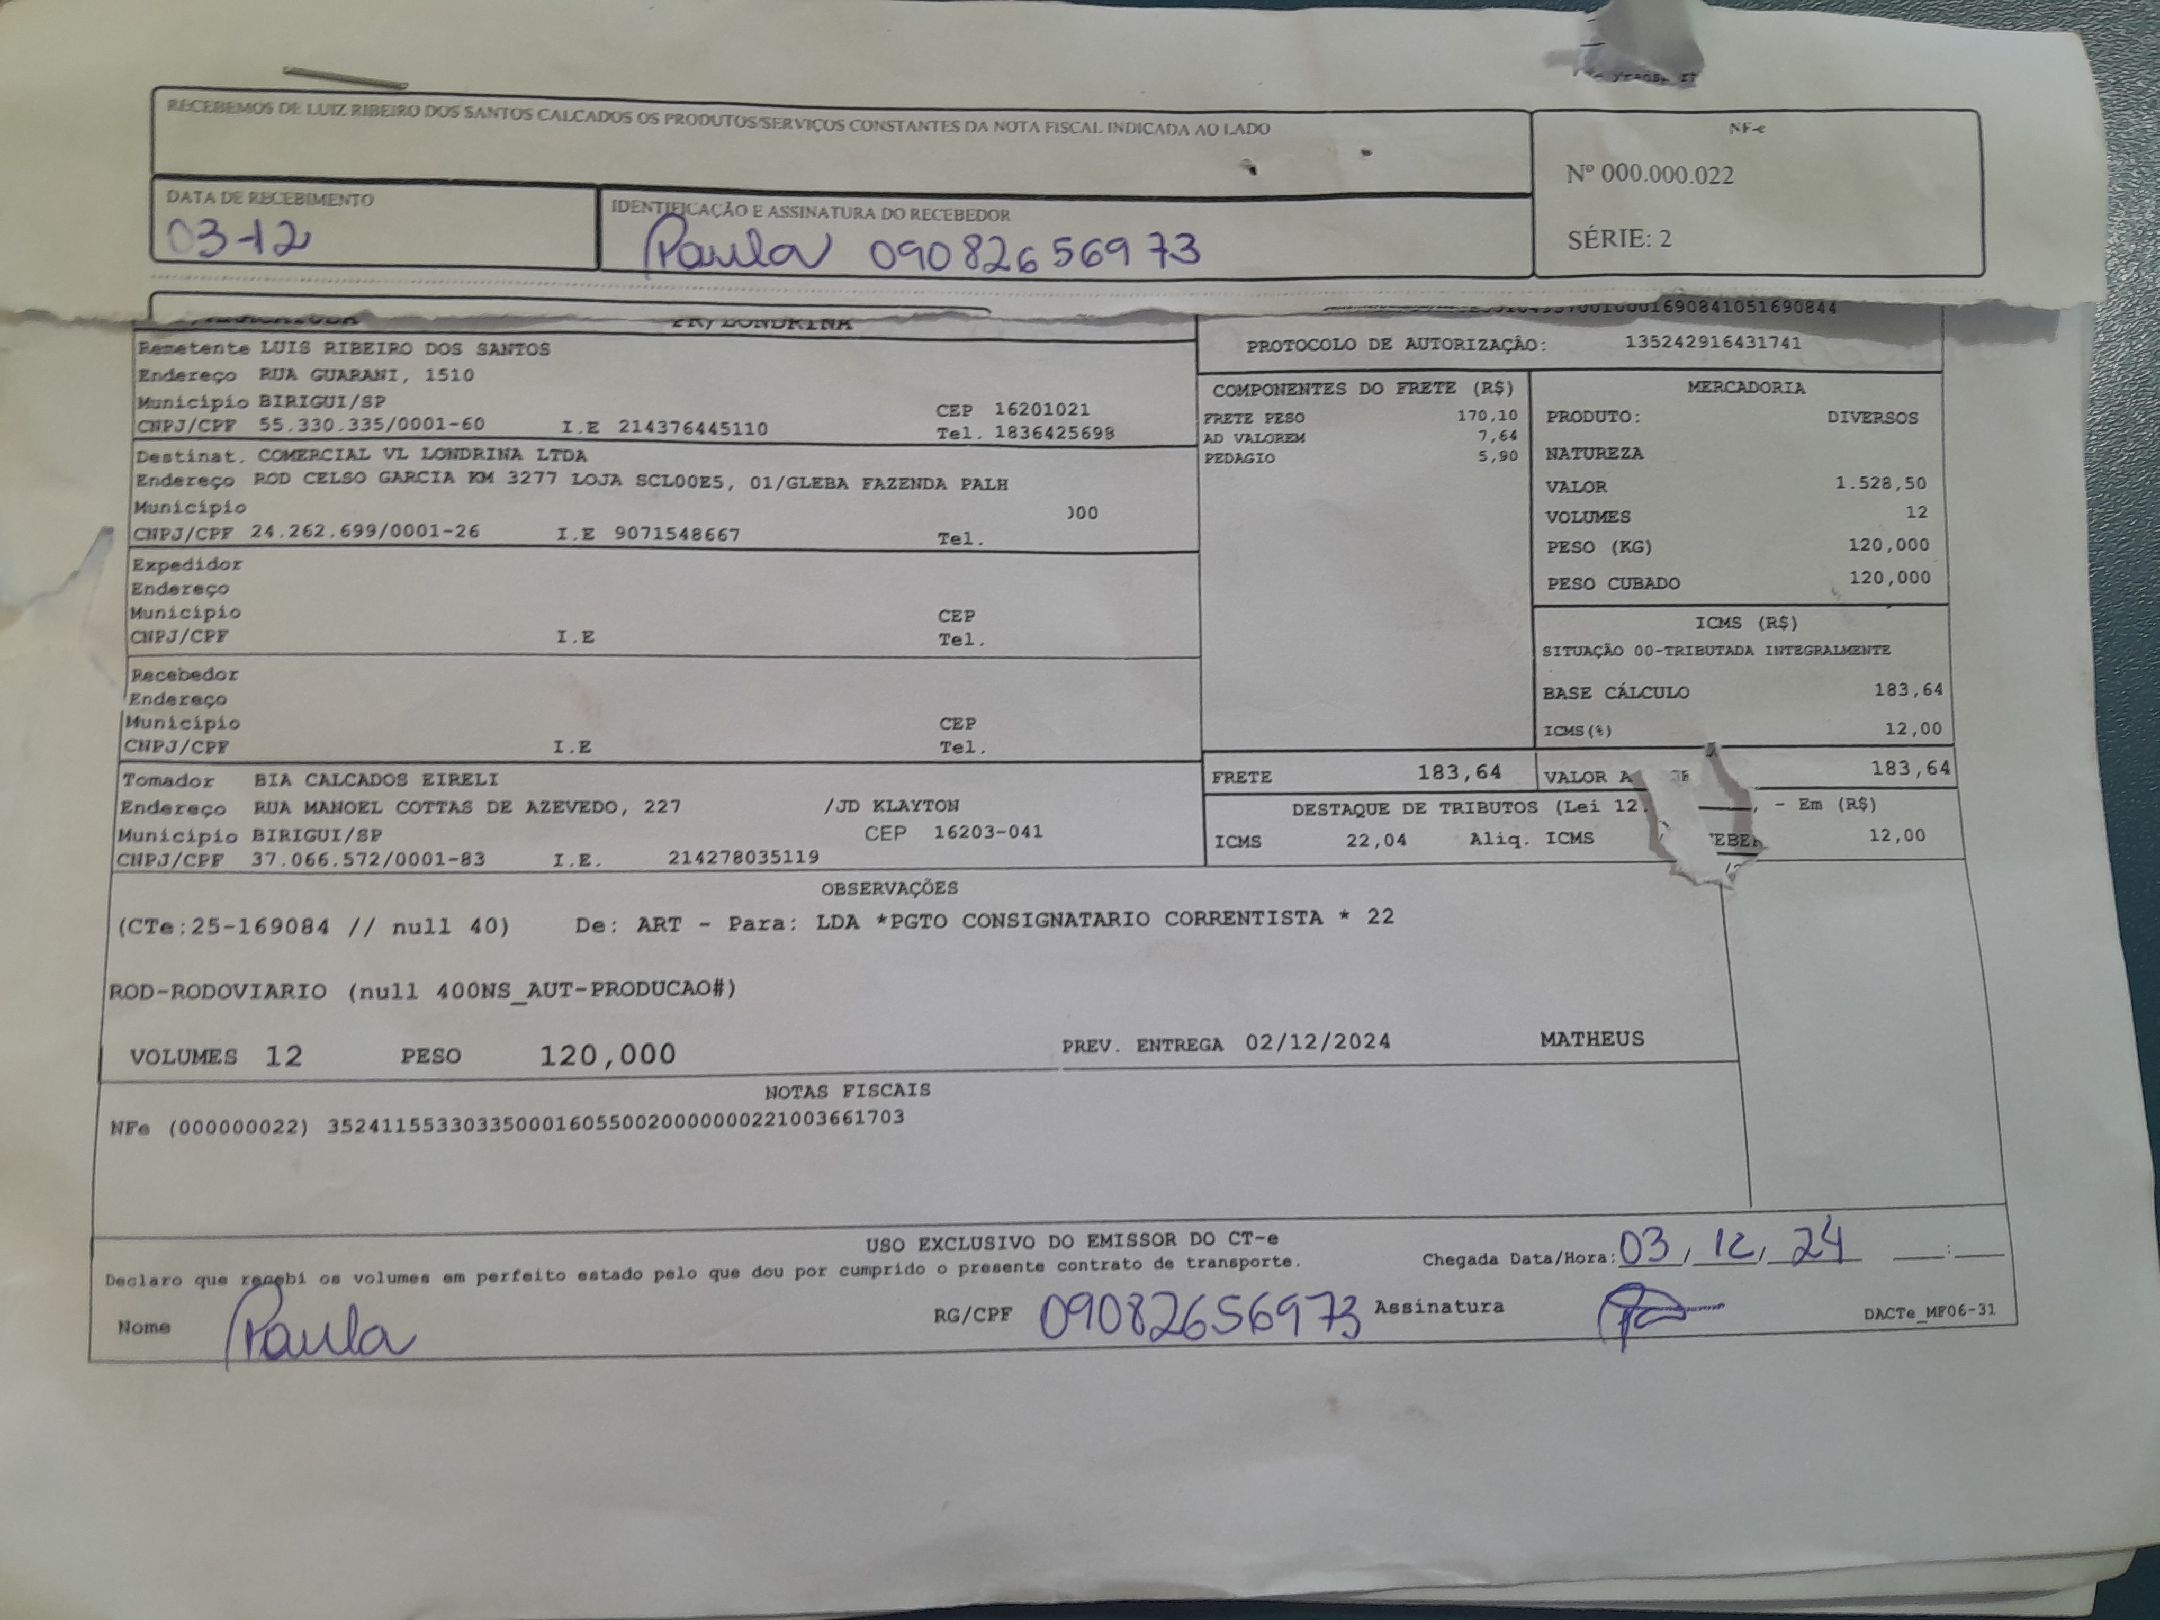 RECEBEMOS DE LUIZ RIBEIRO DOS SANTOS CALCADOS OS PRODUTOS/SERVIÇOS CONSTANTES DA NOTA FISCAL INDICADA AO LADO
NF-e
Nº 000.000.022
SÉRIE: 2
DATA DE RECEBIMENTO
03-12
IDENTIFICAÇÃO E ASSINATURA DO RECEBEDOR
Paula 09082656973
PR/LONDRINA
Remetente LUIS RIBEIRO DOS SANTOS
Endereço RUA GUARANI, 1510
Município BIRIGUI/SP CEP 16201021
CNPJ/CPF 55.330.335/0001-60 I.E 214376445110 Tel. 1836425698
Destinat. COMERCIAL VL LONDRINA LTDA
Endereço ROD CELSO GARCIA KM 3277 LOJA SCL00E5, 01/GLEBA FAZENDA PALH
Município
CNPJ/CPF 24.262.699/0001-26 I.E 9071548667 Tel.
Expedidor
Endereço
Município CEP
CNPJ/CPF I.E Tel.
Recebedor
Endereço
Município CEP
CNPJ/CPF I.E Tel.
Tomador BIA CALCADOS EIRELI
Endereço RUA MANOEL COTTAS DE AZEVEDO, 227 /JD KLAYTON
Município BIRIGUI/SP CEP 16203-041
CNPJ/CPF 37.066.572/0001-83 I.E. 214278035119
PROTOCOLO DE AUTORIZAÇÃO: 135242916431741
COMPONENTES DO FRETE (R$)
FRETE PESO 170,10
AD VALOREM 7,64
PEDAGIO 5,90
MERCADORIA
PRODUTO: DIVERSOS
NATUREZA
VALOR 1.528,50
VOLUMES 12
PESO (KG) 120,000
PESO CUBADO 120,000
ICMS (R$)
SITUAÇÃO 00-TRIBUTADA INTEGRALMENTE
BASE CÁLCULO 183,64
ICMS(%) 12,00
FRETE 183,64 VALOR A 183,64
DESTAQUE DE TRIBUTOS (Lei 12. - Em (R$)
ICMS 22,04 Aliq. ICMS 12,00
OBSERVAÇÕES
(CTe:25-169084 // null 40) De: ART - Para: LDA *PGTO CONSIGNATARIO CORRENTISTA * 22
ROD-RODOVIARIO (null 400NS_AUT-PRODUCAO#)
VOLUMES 12 PESO 120,000 PREV. ENTREGA 02/12/2024 MATHEUS
NOTAS FISCAIS
NFe (000000022) 35241155330335000160550020000000221003661703
USO EXCLUSIVO DO EMISSOR DO CT-e
Declaro que recebi os volumes em perfeito estado pelo que dou por cumprido o presente contrato de transporte.
Chegada Data/Hora: 03/12/24 __:__
Nome Paula RG/CPF 09082656973 Assinatura
DACTe_MF06-31